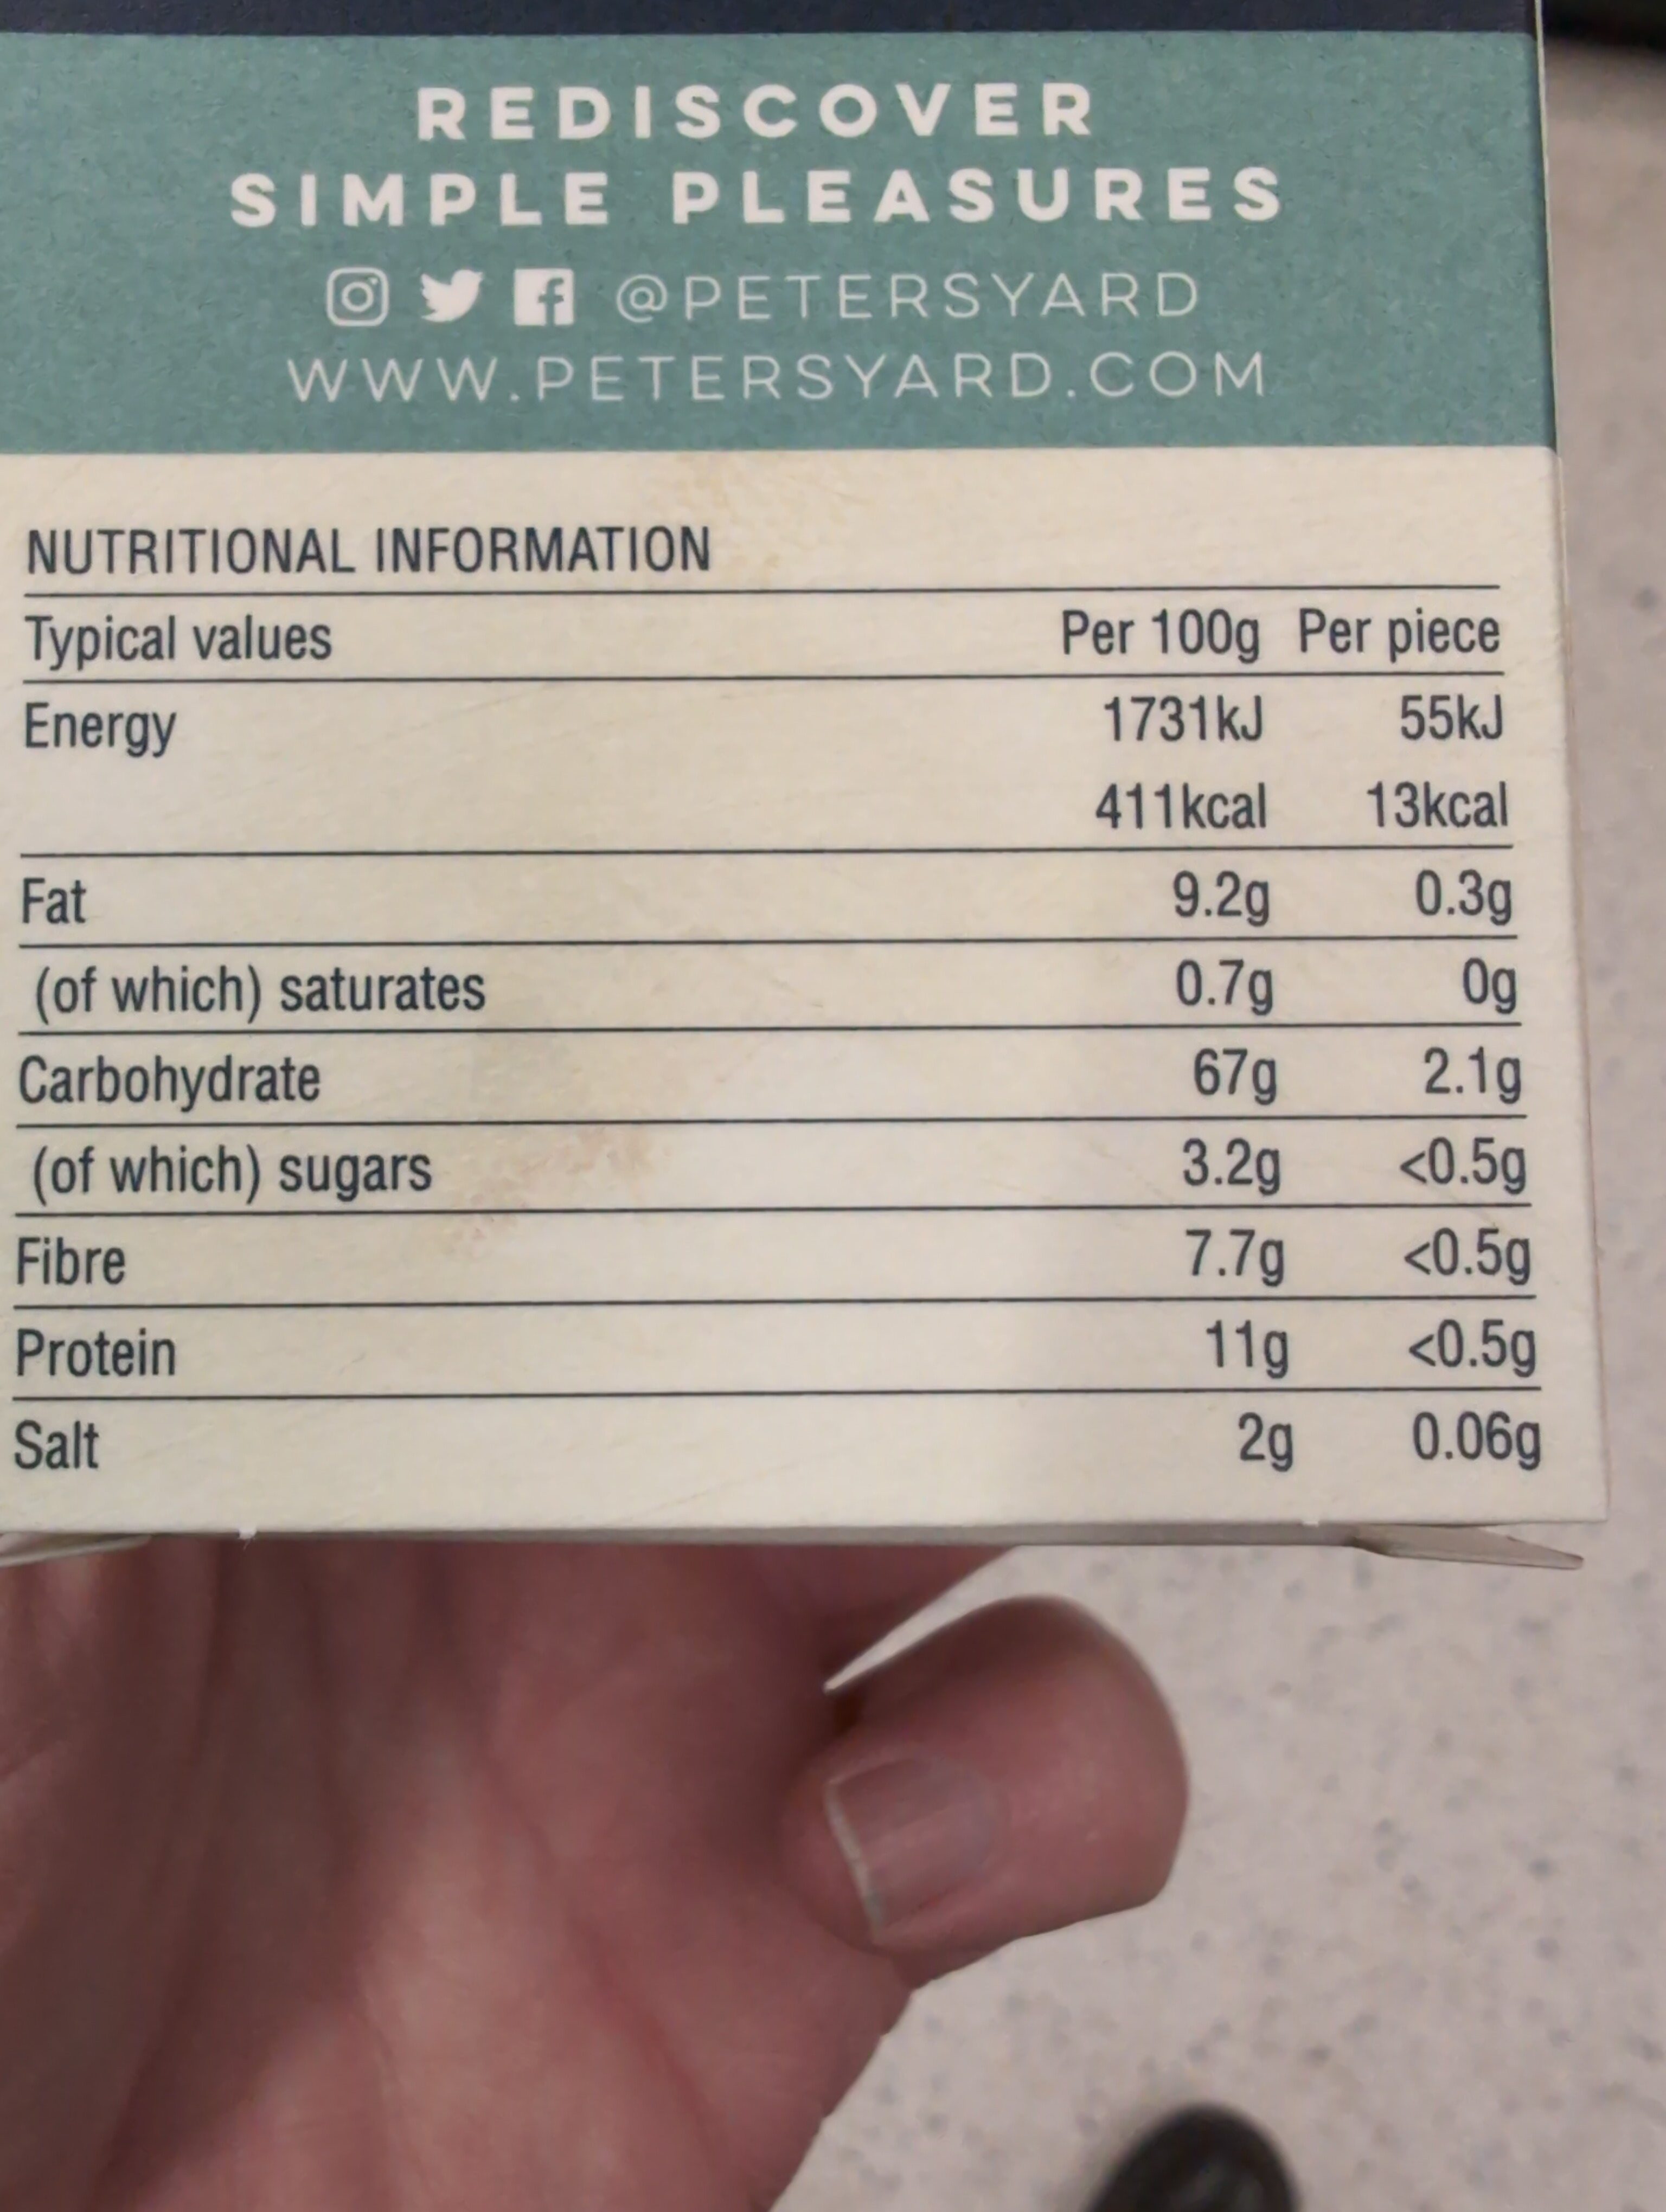 REDISCOVER
SIMPLE PLEASURES
@PETERSYARD
WWW.PETERSYARD.COM
NUTRITIONAL INFORMATION
Typical values Per 100g Per piece
Energy 1731kJ 55kJ
411kcal 13kcal
Fat 9.2g 0.3g
(of which) saturates 0.7g 0g
Carbohydrate 67g 2.1g
(of which) sugars 3.2g <0.5g
Fibre 7.7g <0.5g
Protein 11g <0.5g
Salt 2g 0.06g